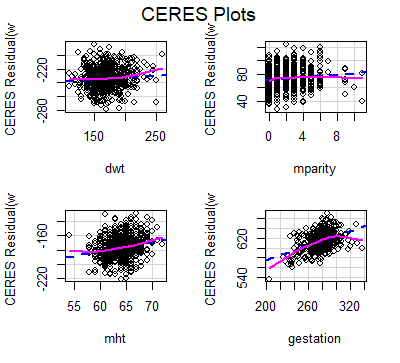 CERES Plots
CERES Residual(w
-280 -220
150 200 250
dwt
CERES Residual(w
40 80
0 4 8
mparity
CERES Residual(w
-220 -160
55 60 65 70
mht
CERES Residual(w
540 620
200 240 280 320
gestation